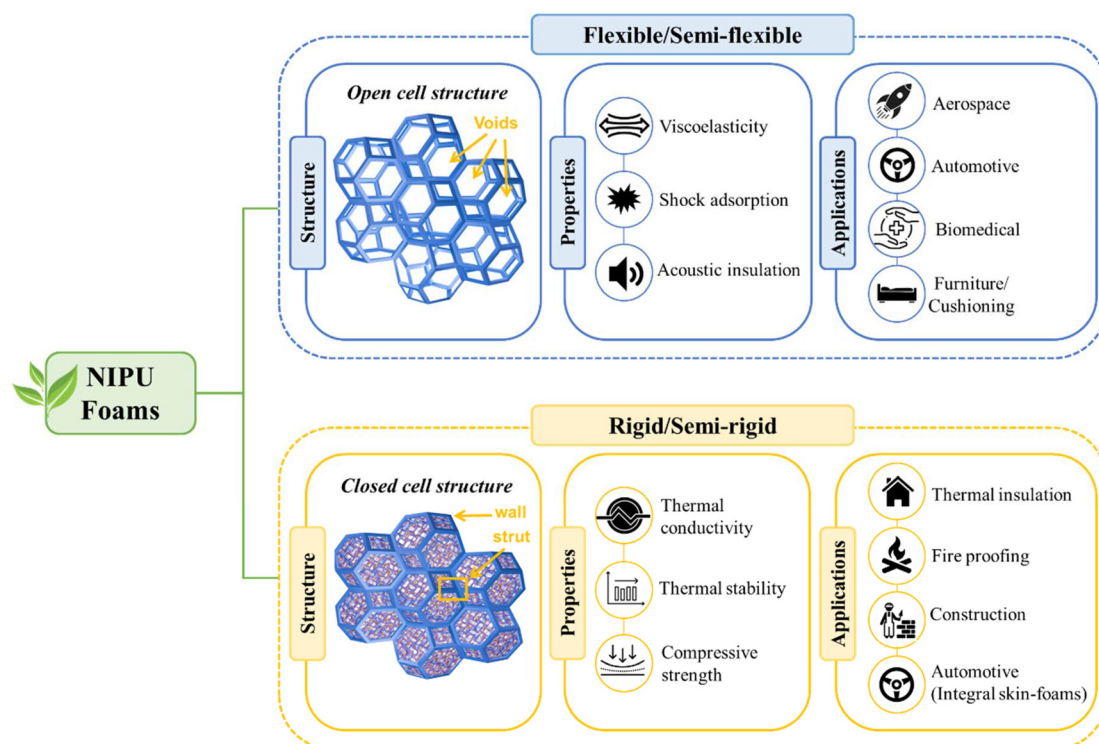 Flexible/Semi-flexible
Structure
Open cell structure
Voids
Properties
Viscoelasticity
Shock adsorption
Acoustic insulation
Applications
Aerospace
Automotive
Biomedical
Furniture/
Cushioning
NIPU
Foams
Rigid/Semi-rigid
Structure
Closed cell structure
wall
strut
Properties
Thermal
conductivity
Thermal stability
Compressive
strength
Applications
Thermal insulation
Fire proofing
Construction
Automotive
(Integral skin-foams)